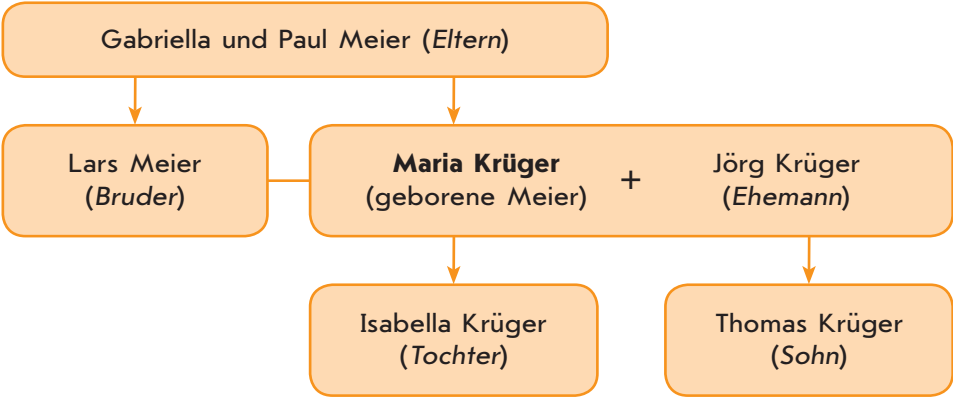 Gabriella und Paul Meier (Eltern)
Lars Meier
(Bruder)
Maria Krüger
(geborene Meier)
+
Jörg Krüger
(Ehemann)
Isabella Krüger
(Tochter)
Thomas Krüger
(Sohn)